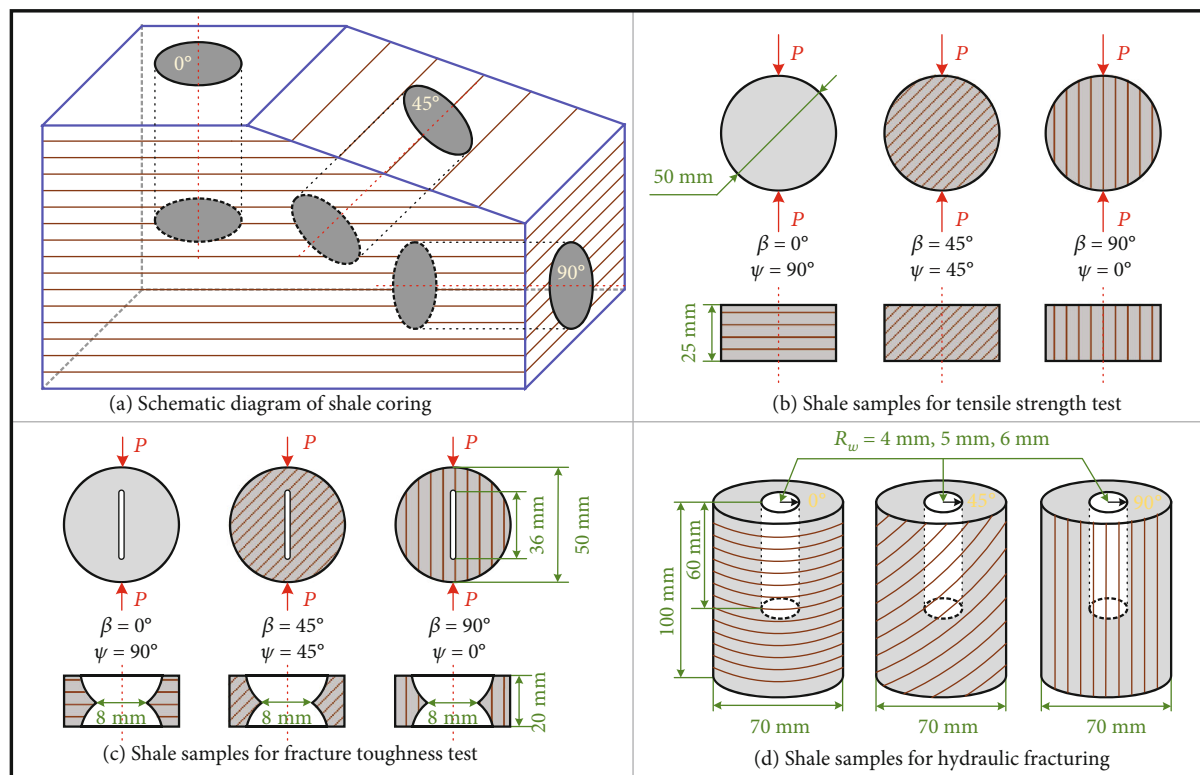 0°
45°
90°
(a) Schematic diagram of shale coring
P
P
P
50 mm
P
P
P
β = 0°
β = 45°
β = 90°
ψ = 90°
ψ = 45°
ψ = 0°
25 mm
(b) Shale samples for tensile strength test
P
P
P
36 mm
50 mm
P
P
P
β = 0°
β = 45°
β = 90°
ψ = 90°
ψ = 45°
ψ = 0°
8 mm
8 mm
8 mm
20 mm
(c) Shale samples for fracture toughness test
R_w = 4 mm, 5 mm, 6 mm
0°
45°
90°
60 mm
100 mm
70 mm
70 mm
70 mm
(d) Shale samples for hydraulic fracturing